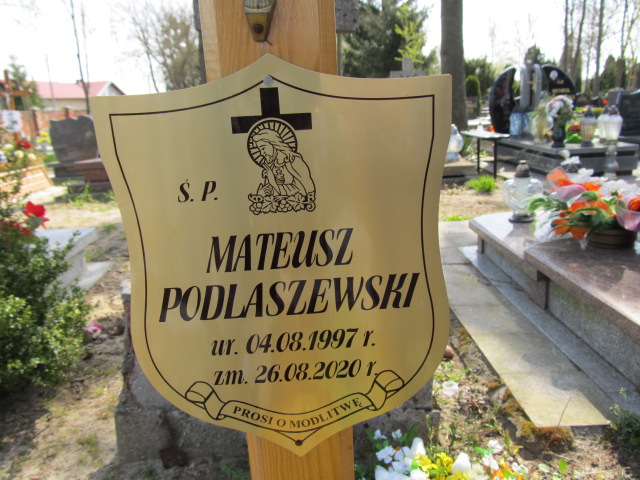 Ś. P.
MATEUSZ
PODLASZEWSKI
ur. 04.08.1997 r.
zm. 26.08.2020 r.
PROSI O MODLITWĘ